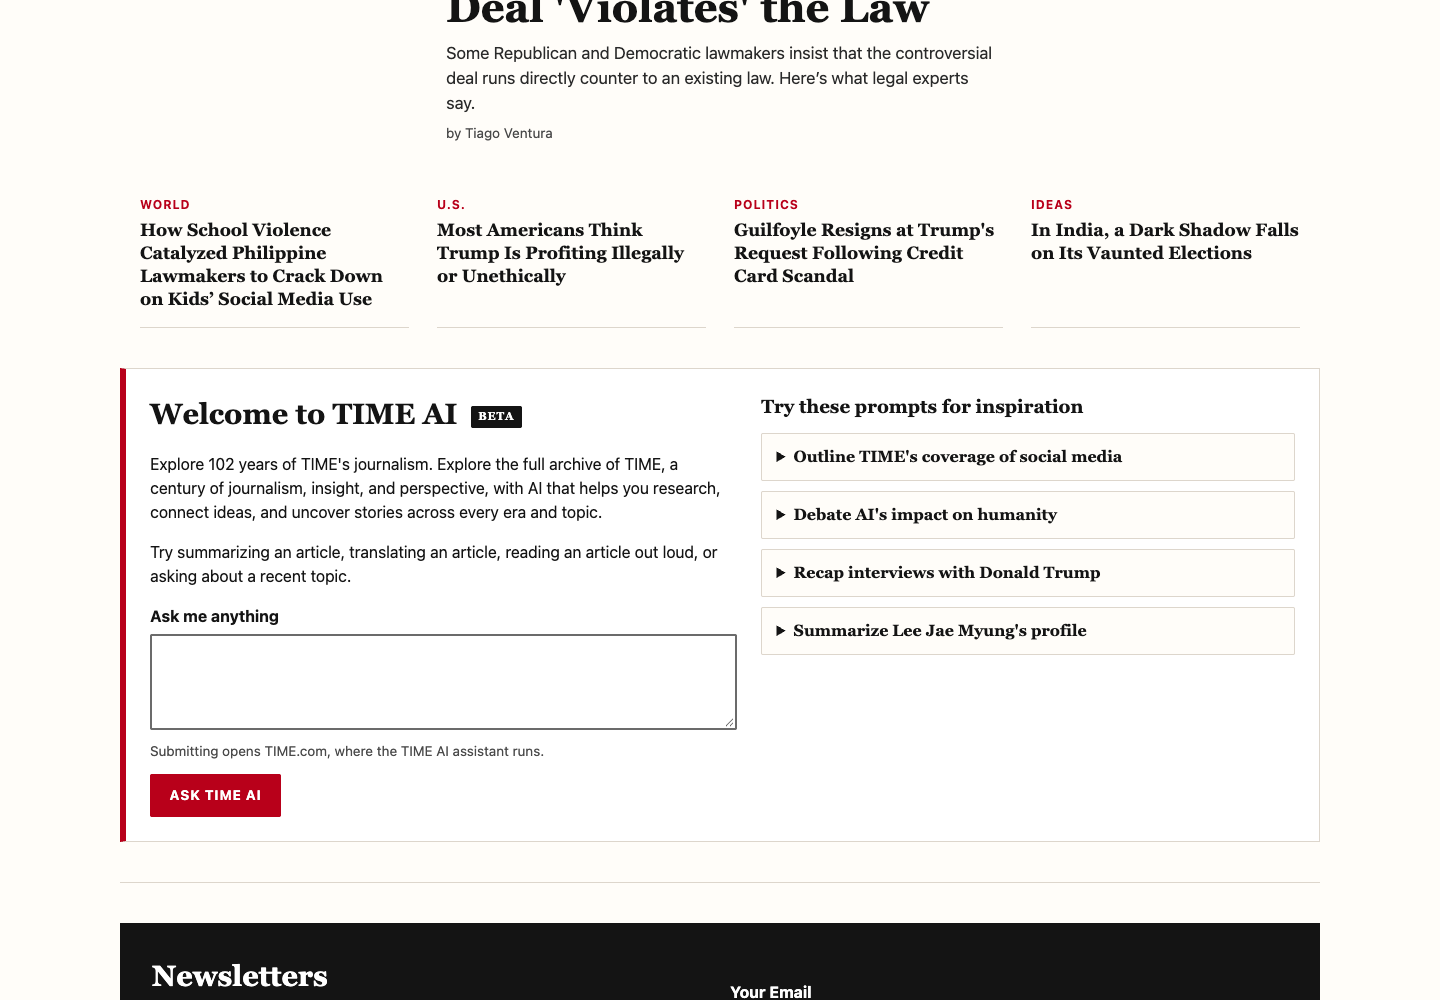 Deal 'Violates' the Law
Some Republican and Democratic lawmakers insist that the controversial
deal runs directly counter to an existing law. Here’s what legal experts
say.
by Tiago Ventura
WORLD
How School Violence
Catalyzed Philippine
Lawmakers to Crack Down
on Kids’ Social Media Use
U.S.
Most Americans Think
Trump Is Profiting Illegally
or Unethically
POLITICS
Guilfoyle Resigns at Trump's
Request Following Credit
Card Scandal
IDEAS
In India, a Dark Shadow Falls
on Its Vaunted Elections
Welcome to TIME AI BETA
Explore 102 years of TIME's journalism. Explore the full archive of TIME, a
century of journalism, insight, and perspective, with AI that helps you research,
connect ideas, and uncover stories across every era and topic.
Try summarizing an article, translating an article, reading an article out loud, or
asking about a recent topic.
Ask me anything
Submitting opens TIME.com, where the TIME AI assistant runs.
ASK TIME AI
Try these prompts for inspiration
Outline TIME's coverage of social media
Debate AI's impact on humanity
Recap interviews with Donald Trump
Summarize Lee Jae Myung's profile
Newsletters
Your Email